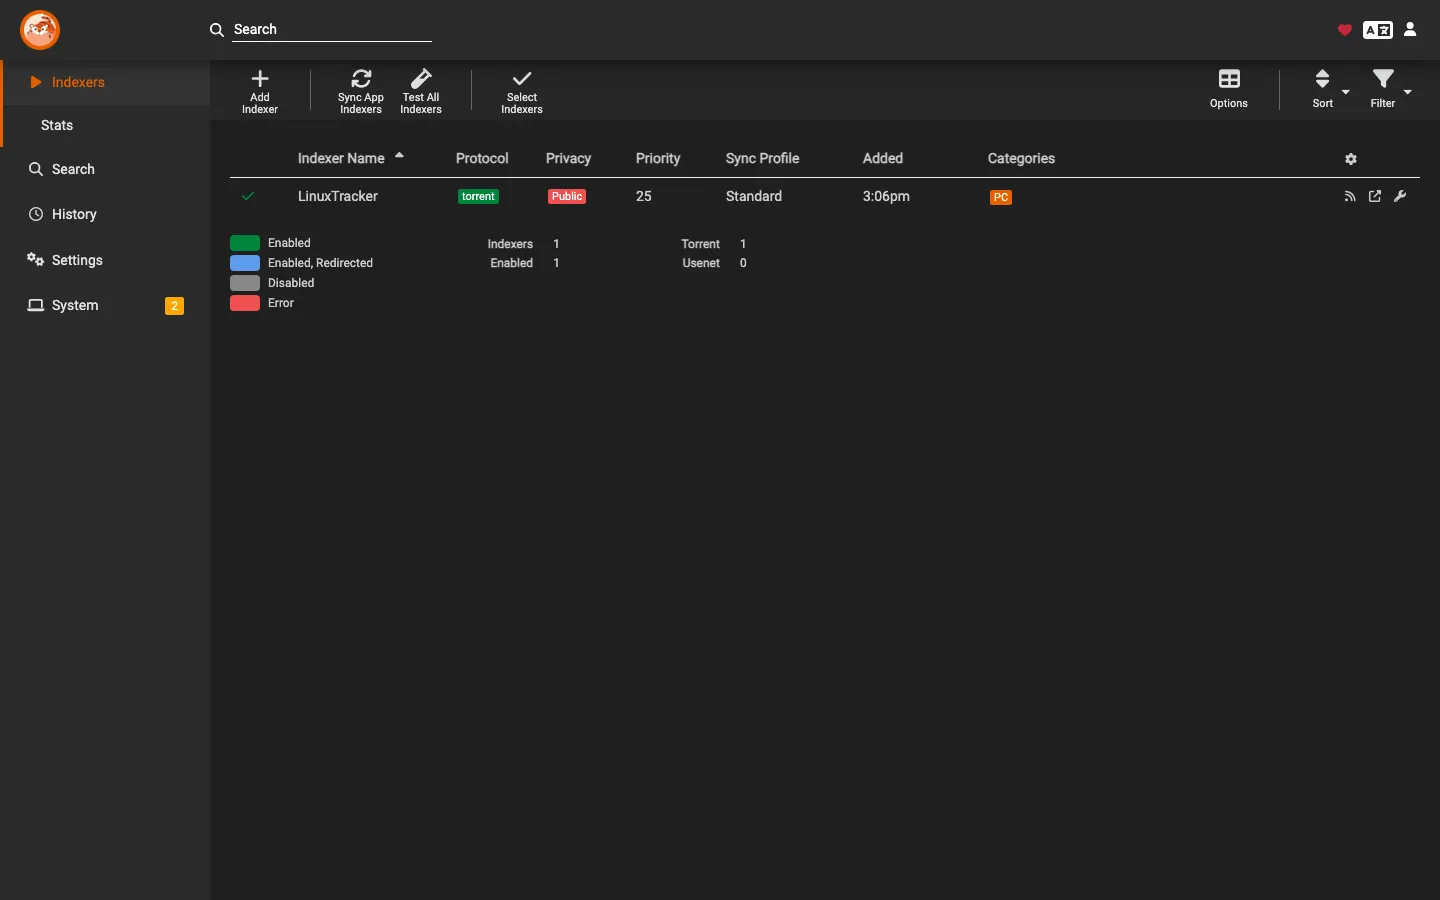 Search
Indexers
Stats
Search
History
Settings
System 2
Add Indexer
Sync App Indexers
Test All Indexers
Select Indexers
Options
Sort
Filter
Indexer Name Protocol Privacy Priority Sync Profile Added Categories
LinuxTracker torrent Public 25 Standard 3:06pm PC
Enabled
Enabled, Redirected
Disabled
Error
Indexers 1
Enabled 1
Torrent 1
Usenet 0